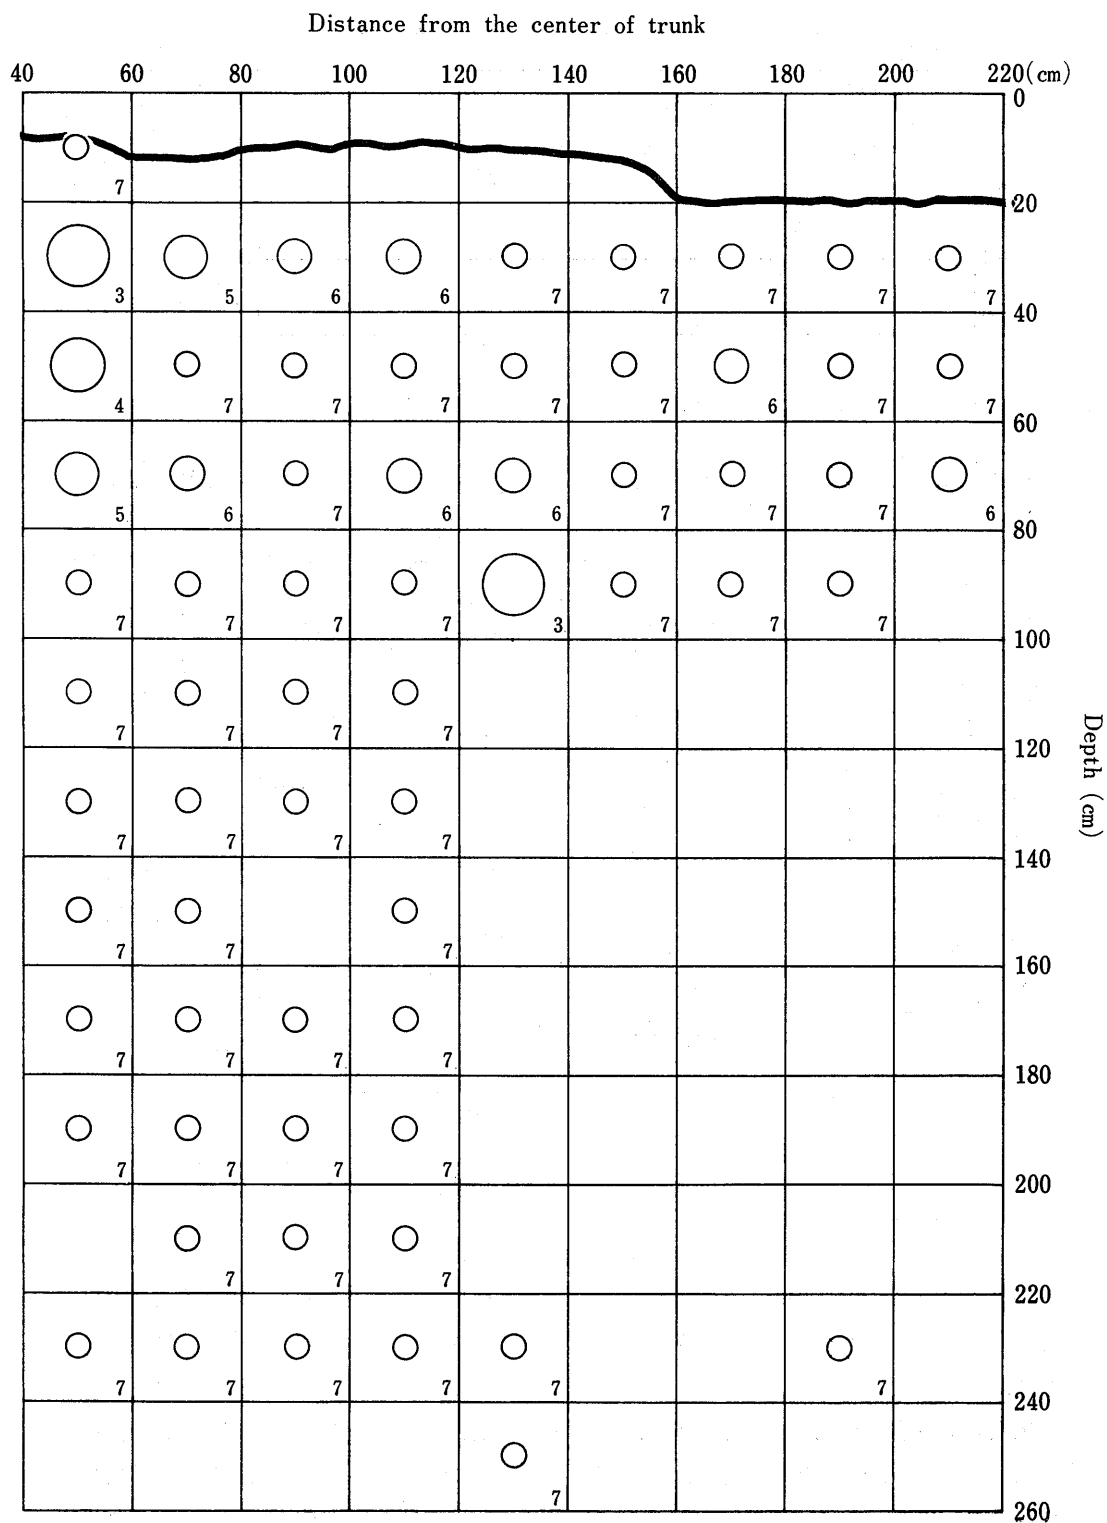 Distance from the center of trunk
40 60 80 100 120 140 160 180 200 220(cm)
0
7
20
3 5 6 6 7 7 7 7 7
40
4 7 7 7 7 7 6 7 7
60
5 6 7 6 6 7 7 7 6
80
7 7 7 7 3 7 7 7
100
7 7 7 7
120
7 7 7 7
140
7 7 7
160
7 7 7 7
180
7 7 7 7
200
7 7 7
220
7 7 7 7 7 7
240
7
260
Depth (cm)